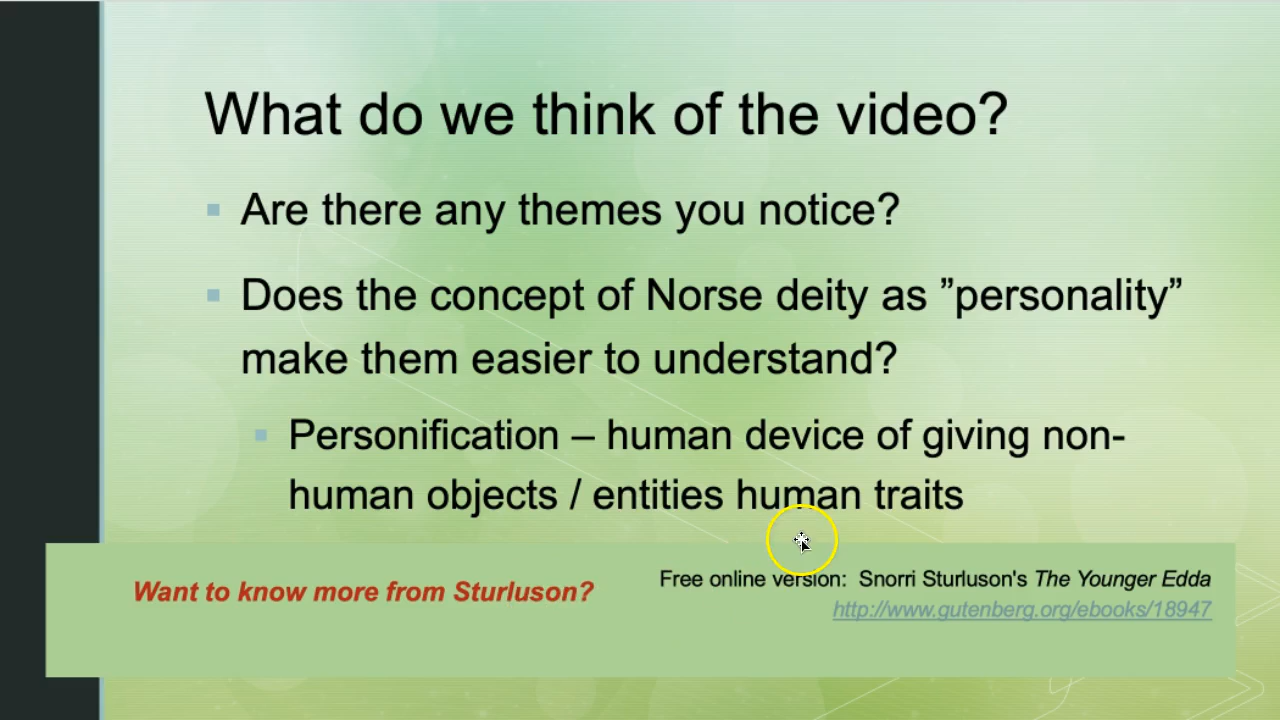 What do we think of the video?
Are there any themes you notice?
Does the concept of Norse deity as ”personality”
make them easier to understand?
Personification – human device of giving non-
human objects / entities human traits
Want to know more from Sturluson?
Free online version:  Snorri Sturluson's The Younger Edda
http://www.gutenberg.org/ebooks/18947